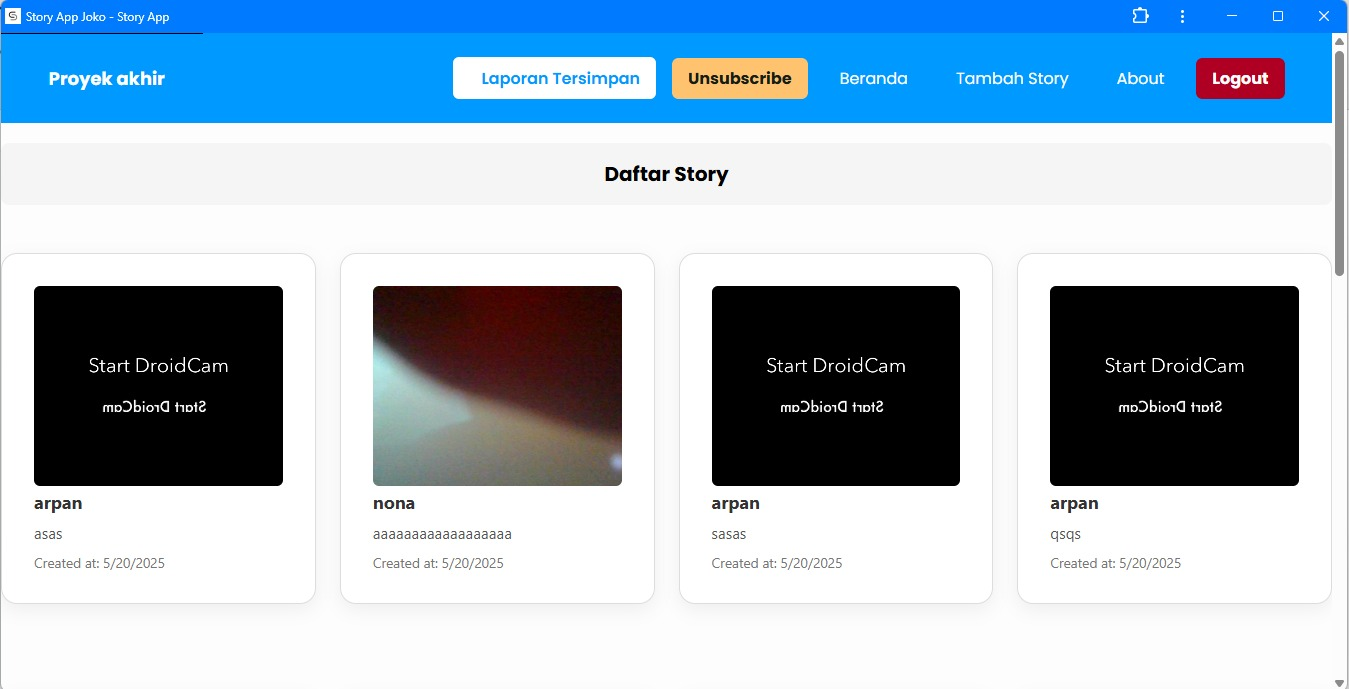 Story App Joko - Story App
Proyek akhir
Laporan Tersimpan
Unsubscribe
Beranda
Tambah Story
About
Logout
Daftar Story
Start DroidCam
Start DroidCam
arpan
asas
Created at: 5/20/2025
nona
aaaaaaaaaaaaaaaaaa
Created at: 5/20/2025
Start DroidCam
Start DroidCam
arpan
sasas
Created at: 5/20/2025
Start DroidCam
Start DroidCam
arpan
qsqs
Created at: 5/20/2025